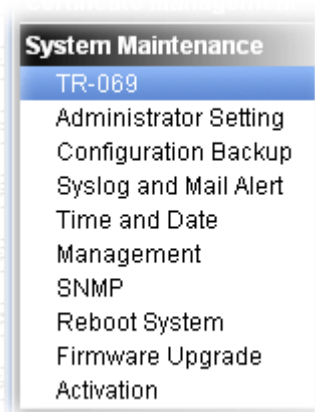 System Maintenance
TR-069
Administrator Setting
Configuration Backup
Syslog and Mail Alert
Time and Date
Management
SNMP
Reboot System
Firmware Upgrade
Activation